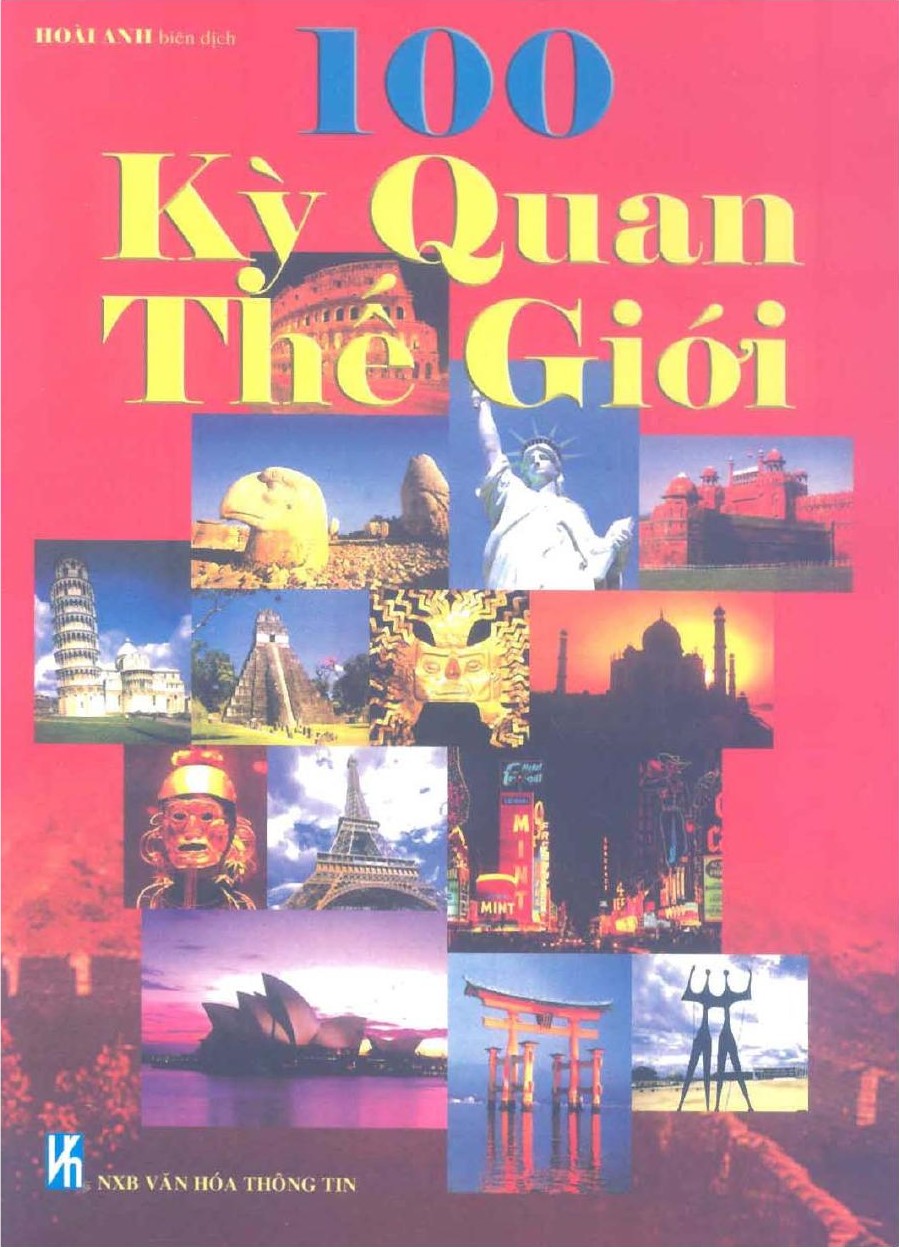 HOÀI ANH biên dịch
100
Kỳ Quan
Thế Giới
MINT
MINT
NXB VĂN HÓA THÔNG TIN